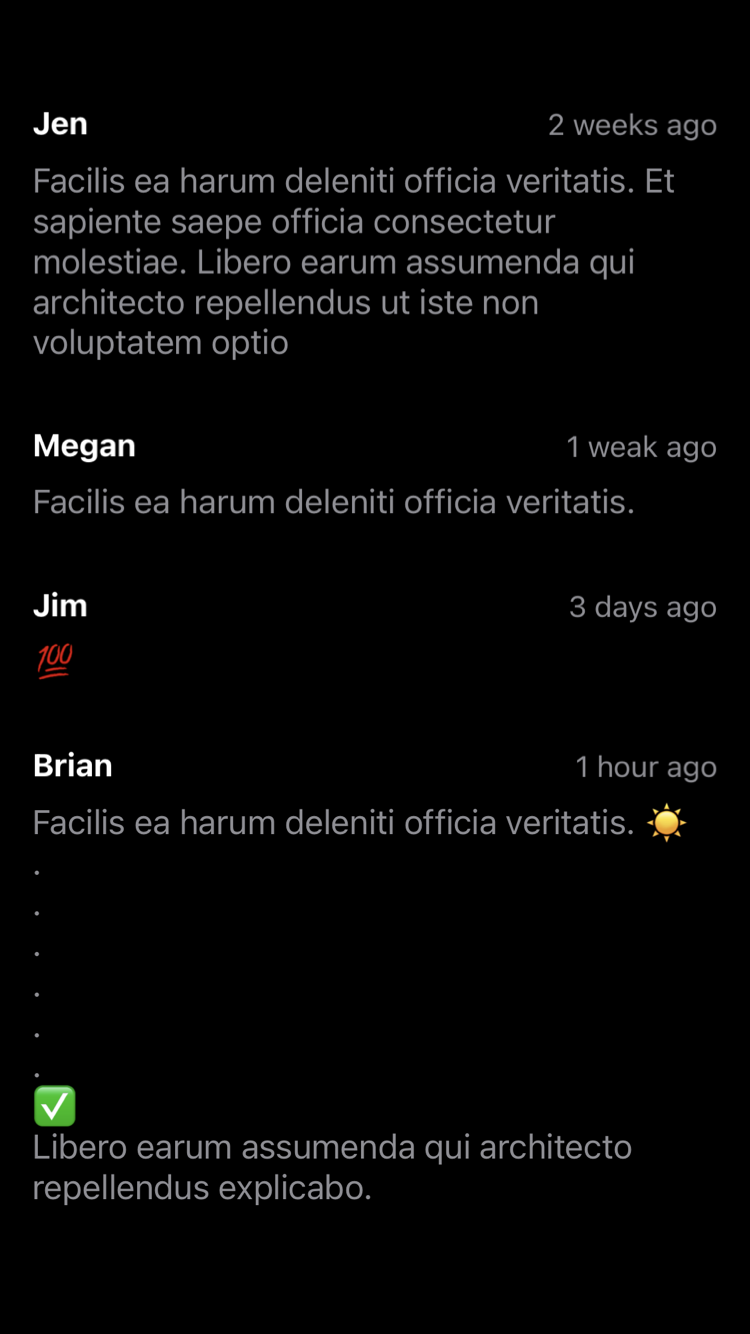 Jen 2 weeks ago
Facilis ea harum deleniti officia veritatis. Et
sapiente saepe officia consectetur
molestiae. Libero earum assumenda qui
architecto repellendus ut iste non
voluptatem optio
Megan 1 weak ago
Facilis ea harum deleniti officia veritatis.
Jim 3 days ago
💯
Brian 1 hour ago
Facilis ea harum deleniti officia veritatis. ☀️
.
.
.
.
.
.
✅
Libero earum assumenda qui architecto
repellendus explicabo.